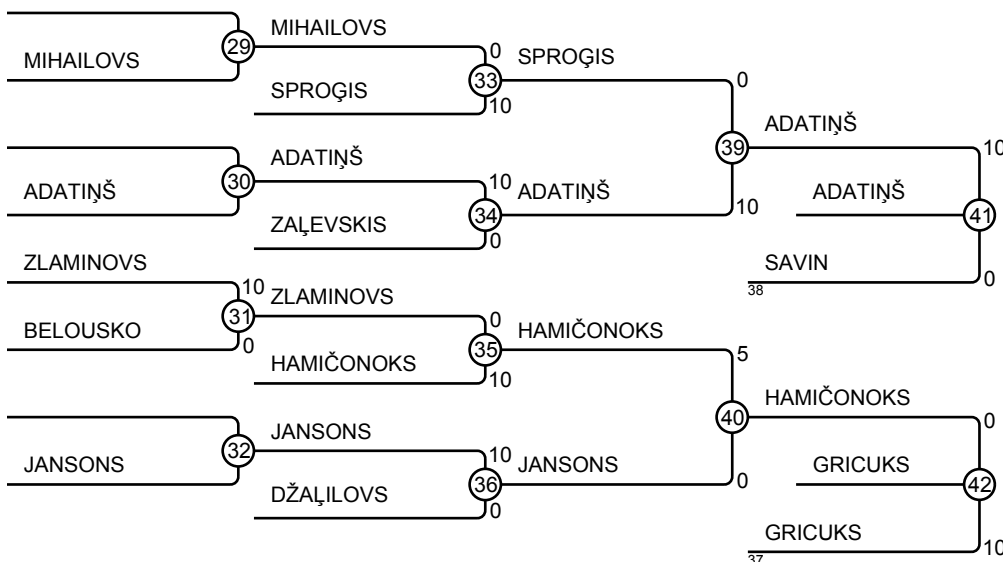 MIHAILOVS
29
MIHAILOVS
0
SPROĢIS
33
10
SPROĢIS
0
ADATIŅŠ
30
ADATIŅŠ
10
ZAĻEVSKIS
34
0
ADATIŅŠ
39
10
ADATIŅŠ
10
ADATIŅŠ
41
SAVIN
38
0
ZLAMINOVS
10
BELOUSKO
31
0
ZLAMINOVS
0
HAMIČONOKS
35
10
HAMIČONOKS
5
JANSONS
32
JANSONS
10
DŽAĻILOVS
36
0
JANSONS
40
0
HAMIČONOKS
0
GRICUKS
42
GRICUKS
37
10